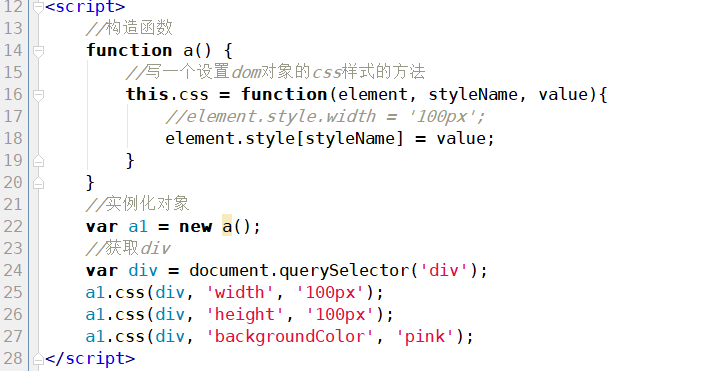 12 <script>
13 //构造函数
14 function a() {
15 //写一个设置dom对象的css样式的方法
16 this.css = function(element, styleName, value){
17 //element.style.width = '100px';
18 element.style[styleName] = value;
19 }
20 }
21 //实例化对象
22 var a1 = new a();
23 //获取div
24 var div = document.querySelector('div');
25 a1.css(div, 'width', '100px');
26 a1.css(div, 'height', '100px');
27 a1.css(div, 'backgroundColor', 'pink');
28 </script>